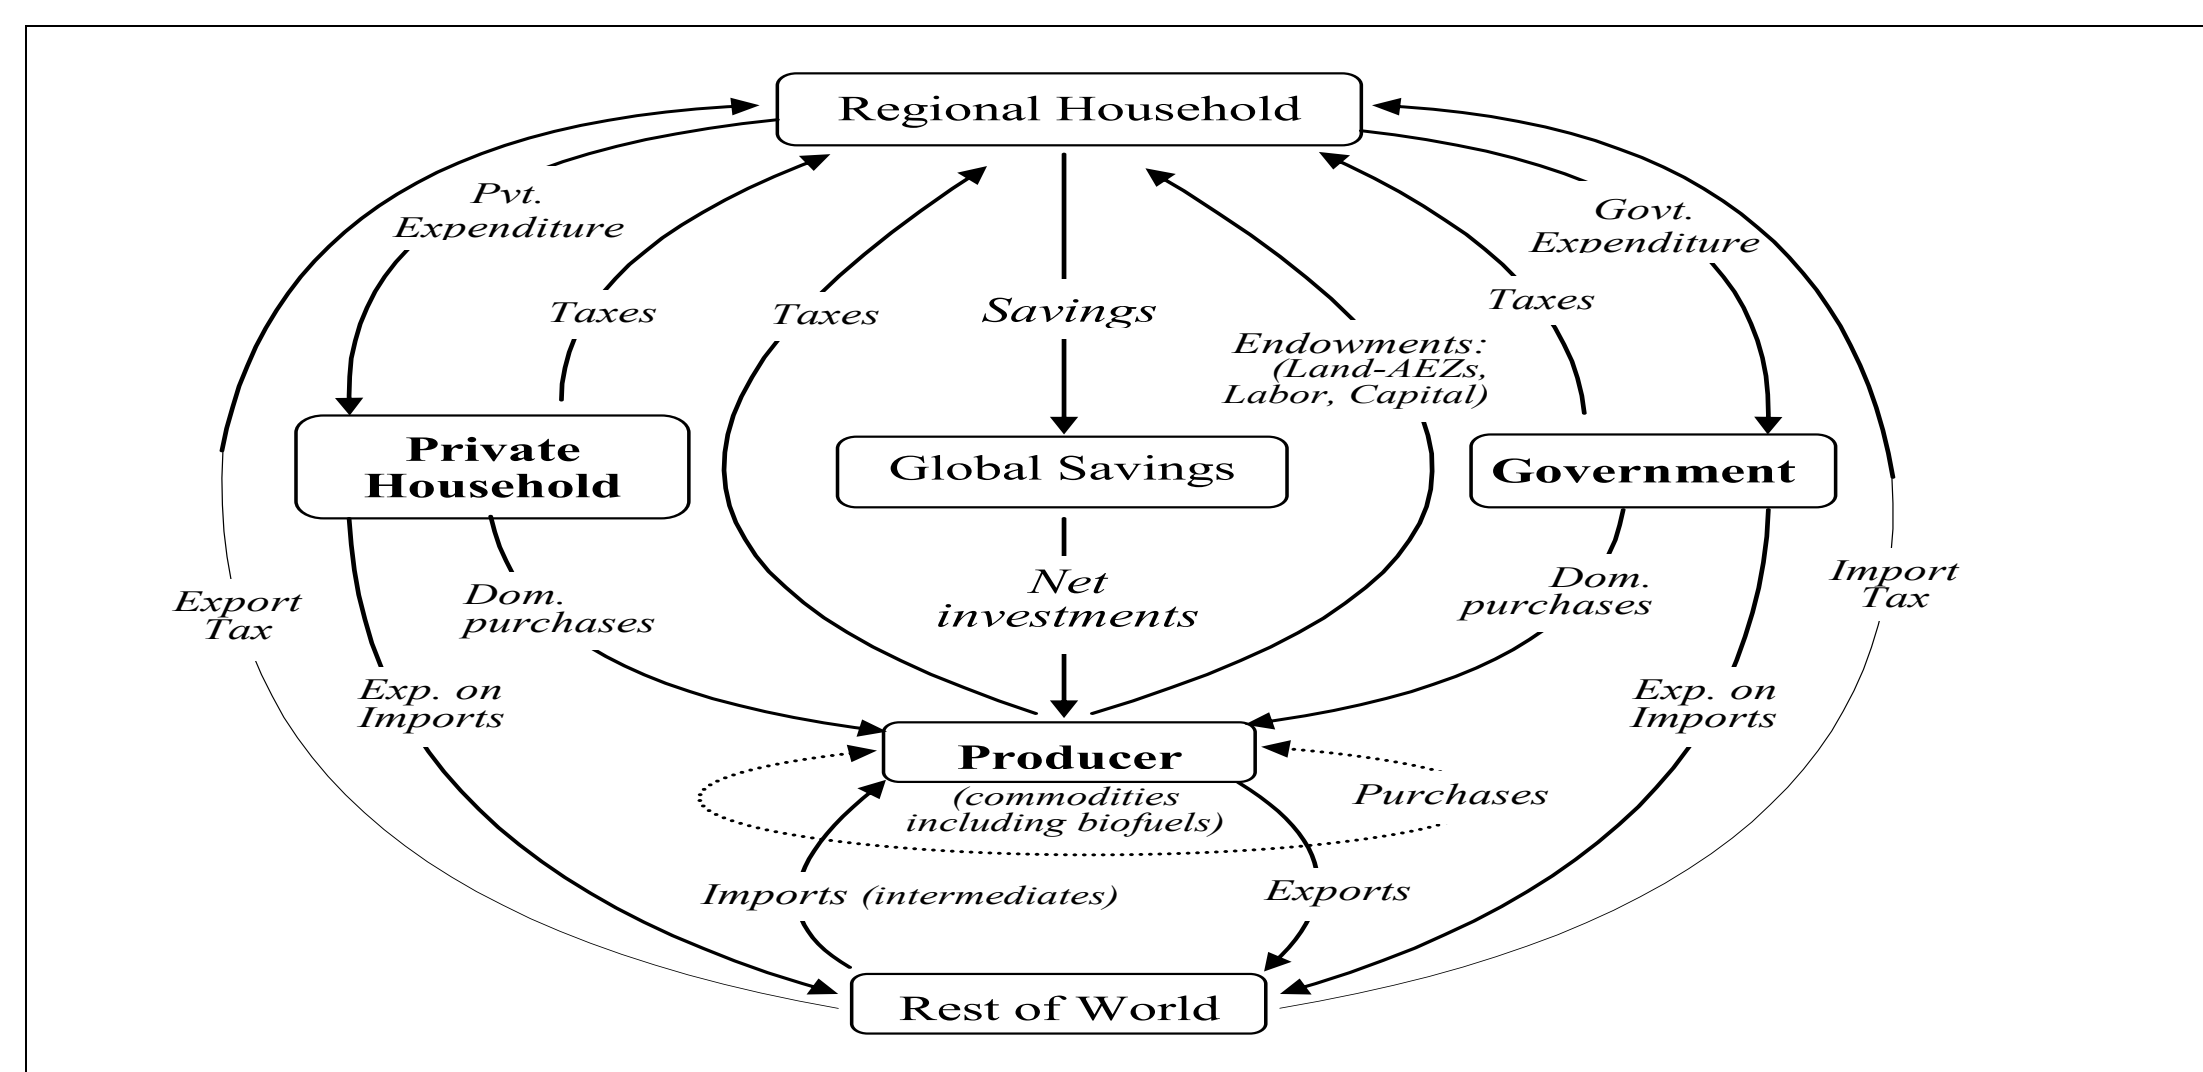 Regional Household
Pvt.
Expenditure
Govt.
Expenditure
Taxes
Taxes
Savings
Taxes
Endowments:
(Land-AEZs,
Labor, Capital)
Private
Household
Global Savings
Government
Export
Tax
Dom.
purchases
Net
investments
Dom.
purchases
Import
Tax
Exp. on
Imports
Exp. on
Imports
Producer
(commodities
including biofuels)
Purchases
Imports (intermediates)
Exports
Rest of World